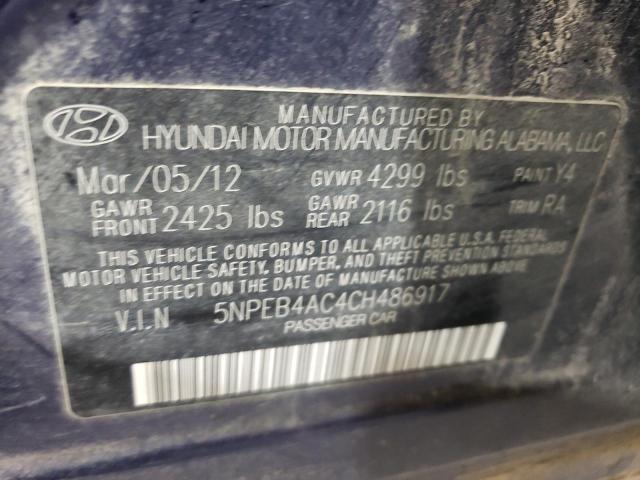 MANUFACTURED BY
HYUNDAI MOTOR MANUFACTURING ALABAMA, LLC
Mar/05/12 GVWR 4299 lbs PAINT Y4
GAWR FRONT 2425 lbs GAWR REAR 2116 lbs TRIM RA
THIS VEHICLE CONFORMS TO ALL APPLICABLE U.S.A. FEDERAL
MOTOR VEHICLE SAFETY, BUMPER, AND THEFT PREVENTION STANDARDS
IN EFFECT ON THE DATE OF MANUFACTURE SHOWN ABOVE.
V.I.N 5NPEB4AC4CH486917
PASSENGER CAR